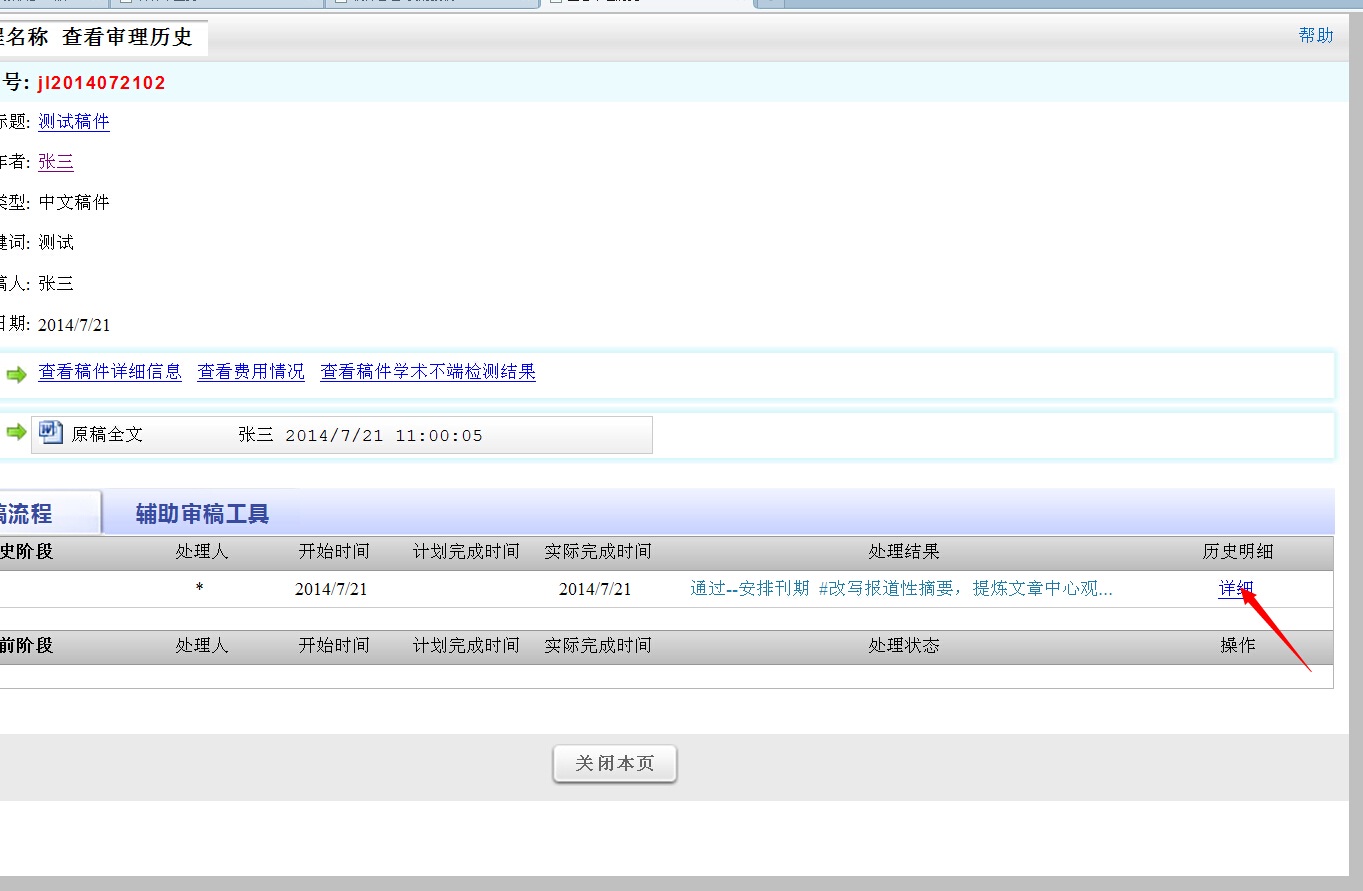 名称 查看审理历史
帮助
号: jl2014072102
题: 测试稿件
者: 张三
型: 中文稿件
词: 测试
人: 张三
期: 2014/7/21
查看稿件详细信息 查看费用情况 查看稿件学术不端检测结果
原稿全文 张三 2014/7/21 11:00:05
流程 辅助审稿工具
史阶段 处理人 开始时间 计划完成时间 实际完成时间 处理结果 历史明细
* 2014/7/21 2014/7/21 通过--安排刊期 #改写报道性摘要，提炼文章中心观... 详细
前阶段 处理人 开始时间 计划完成时间 实际完成时间 处理状态 操作
关闭本页